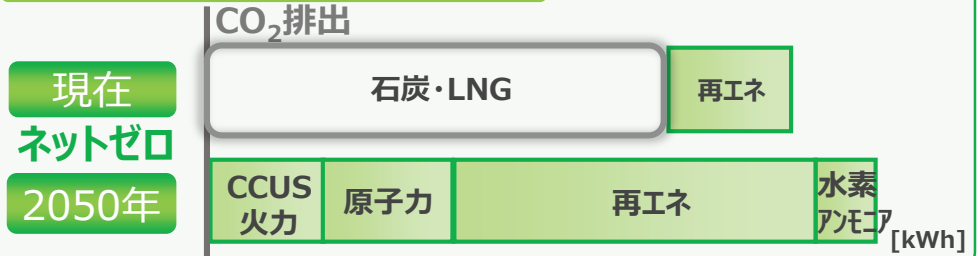 CO₂排出
現在
石炭・LNG
再エネ
ネットゼロ
2050年
CCUS
火力
原子力
再エネ
水素
アンモニア
[kWh]